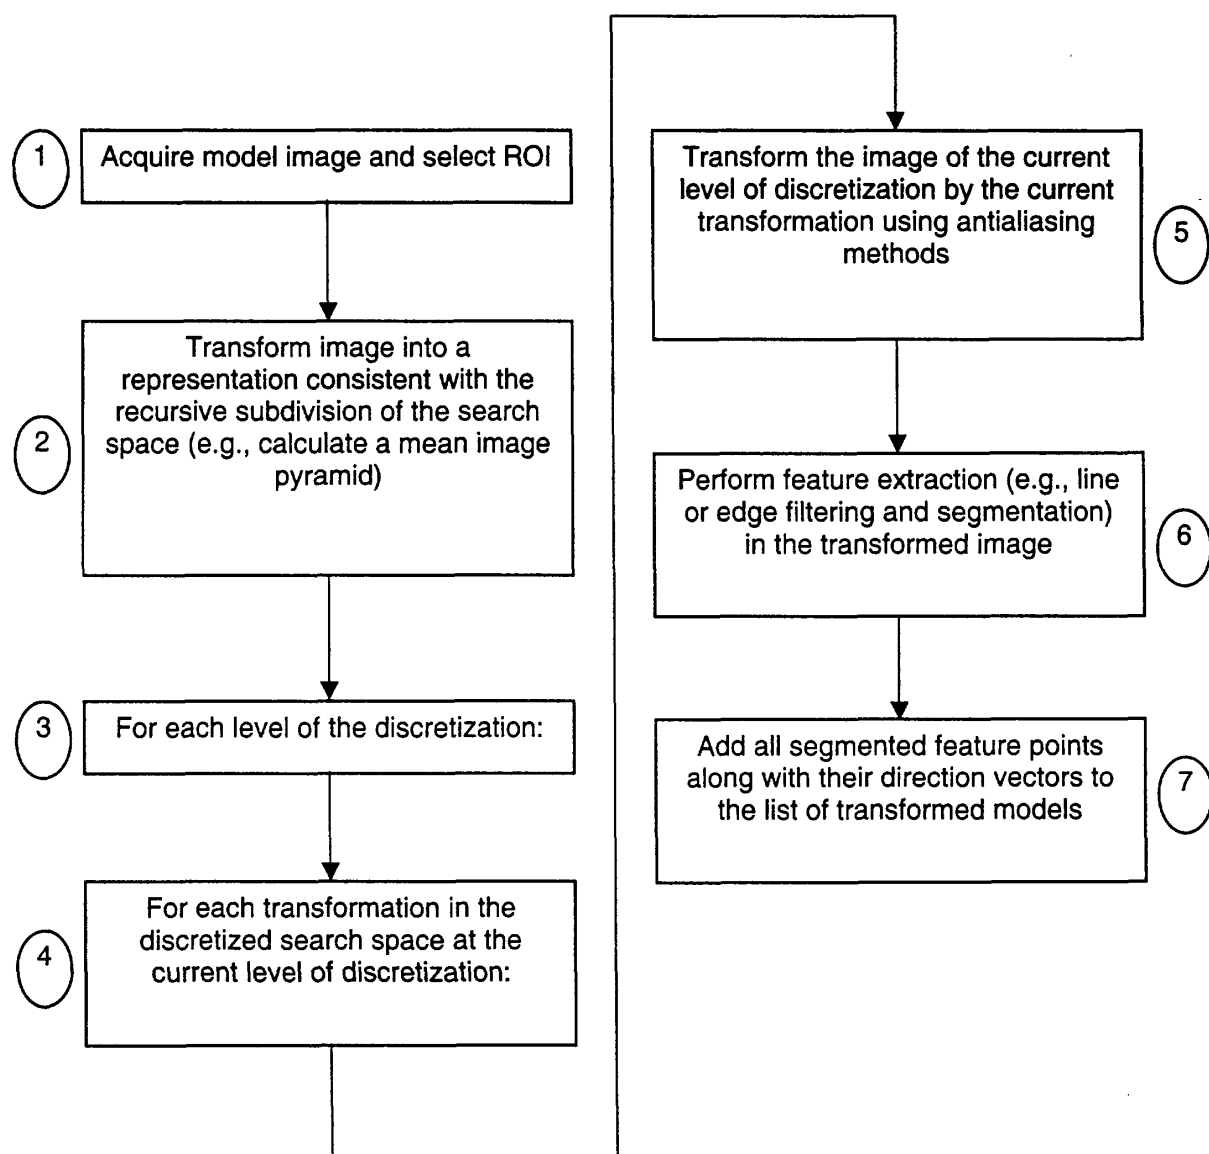 1
Acquire model image and select ROI
2
Transform image into a
representation consistent with the
recursive subdivision of the search
space (e.g., calculate a mean image
pyramid)
3
For each level of the discretization:
4
For each transformation in the
discretized search space at the
current level of discretization:
Transform the image of the current
level of discretization by the current
transformation using antialiasing
methods
5
Perform feature extraction (e.g., line
or edge filtering and segmentation)
in the transformed image
6
Add all segmented feature points
along with their direction vectors to
the list of transformed models
7